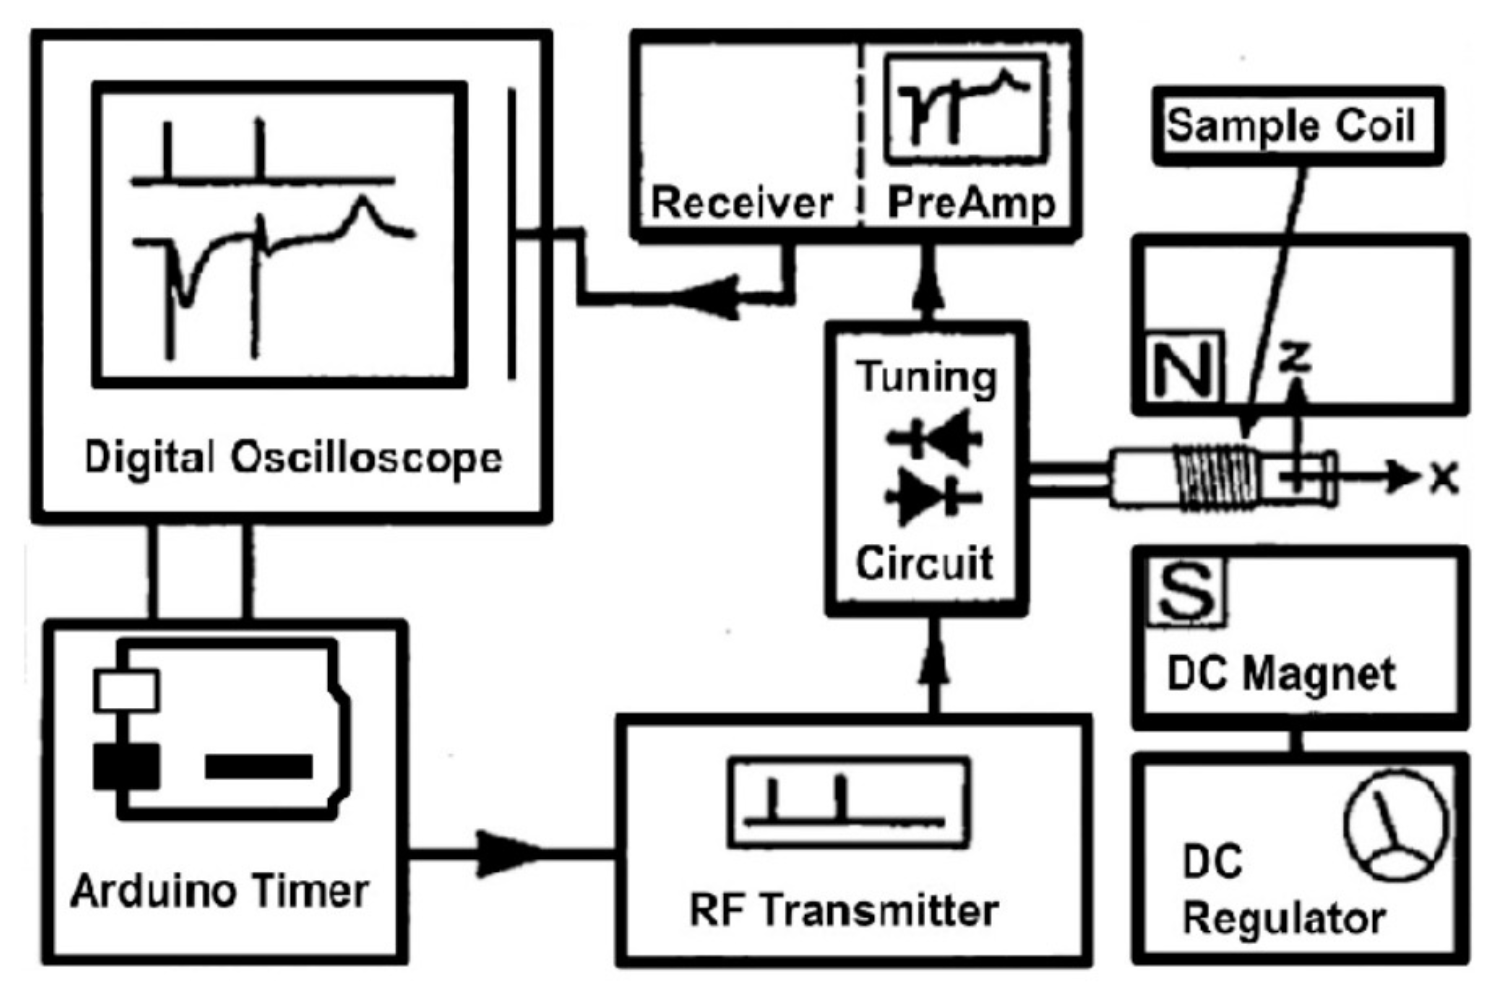 Digital Oscilloscope
Receiver
PreAmp
Sample Coil
N
Z
X
Tuning
Circuit
S
DC Magnet
Arduino Timer
RF Transmitter
DC
Regulator